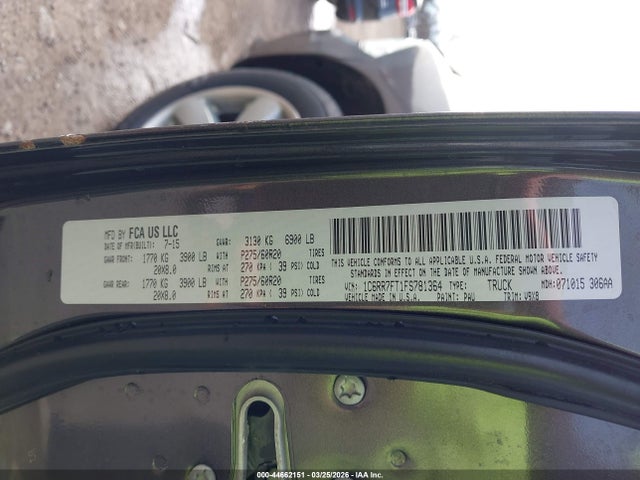 MFD BY FCA US LLC
DATE OF MFR(BUILT): 7-15 GVWR: 3130 KG 6900 LB
GAWR FRONT: 1770 KG 3900 LB WITH P275/60R20 TIRES
20X8.0 RIMS AT 270 KPA ( 39 PSI) COLD
GAWR REAR: 1770 KG 3900 LB WITH P275/60R20 TIRES
20X8.0 RIMS AT 270 KPA ( 39 PSI) COLD
THIS VEHICLE CONFORMS TO ALL APPLICABLE U.S.A. FEDERAL MOTOR VEHICLE SAFETY
STANDARDS IN EFFECT ON THE DATE OF MANUFACTURE SHOWN ABOVE.
VIN: 1C6RR7FT1FS781364 TYPE: TRUCK MDH: 071015 306AA
VEHICLE MADE IN U.S.A. PAINT: PAU TRIM: V9X8
000-44662151 - 03/25/2026 - IAA Inc.